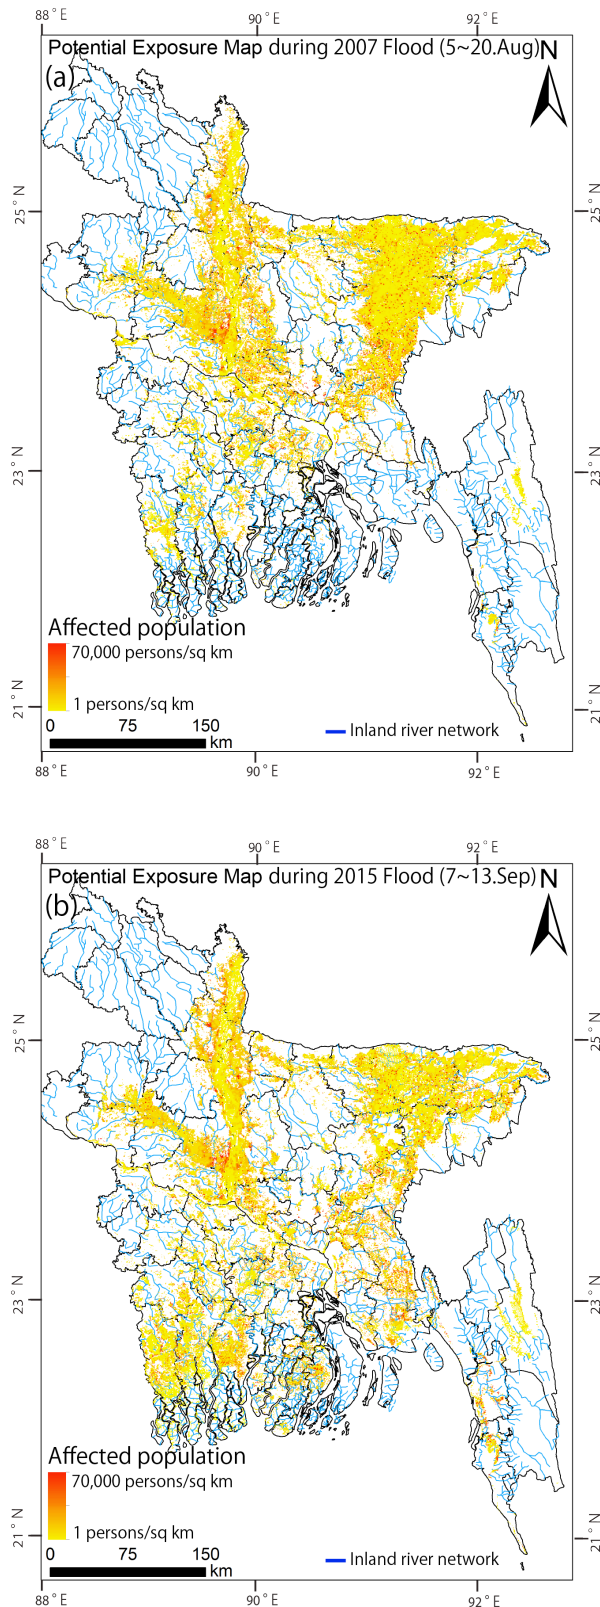 88°E 90°E 92°E
Potential Exposure Map during 2007 Flood (5~20.Aug) N
(a)
25°N 25°N
23°N 23°N
Affected population
70,000 persons/sq km
1 persons/sq km
21°N 21°N
0 75 150
km
Inland river network
88°E 90°E 92°E
88°E 90°E 92°E
Potential Exposure Map during 2015 Flood (7~13.Sep) N
(b)
25°N 25°N
23°N 23°N
Affected population
70,000 persons/sq km
1 persons/sq km
21°N 21°N
0 75 150
km
Inland river network
88°E 90°E 92°E